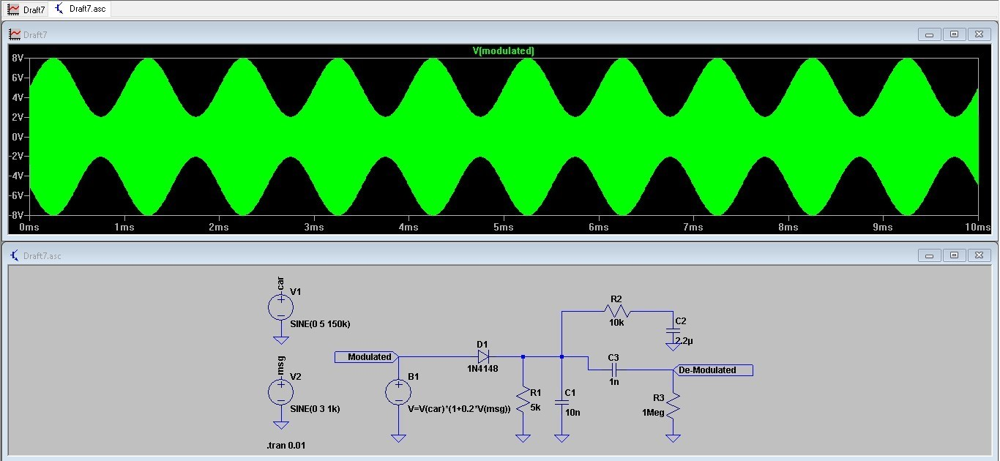 Draft7 Draft7.asc
Draft7
V[modulated]
8V
6V
4V
2V
0V
-2V
-4V
-6V
-8V
0ms 1ms 2ms 3ms 4ms 5ms 6ms 7ms 8ms 9ms 10ms
Draft7.asc
car
V1
SINE(0 5 150k)
msg
V2
SINE(0 3 1k)
.tran 0.01
Modulated
B1
V=V(car)*(1+0.2*V(msg))
D1
1N4148
R1
5k
C1
10n
R2
10k
C2
2.2µ
C3
1n
De-Modulated
R3
1Meg